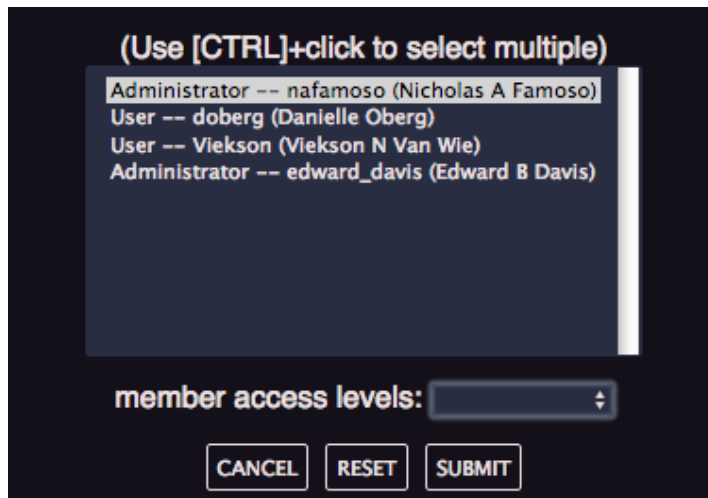 (Use [CTRL]+click to select multiple)
Administrator -- nafamoso (Nicholas A Famoso)
User -- doberg (Danielle Oberg)
User -- Viekson (Viekson N Van Wie)
Administrator -- edward_davis (Edward B Davis)
member access levels:
CANCEL RESET SUBMIT